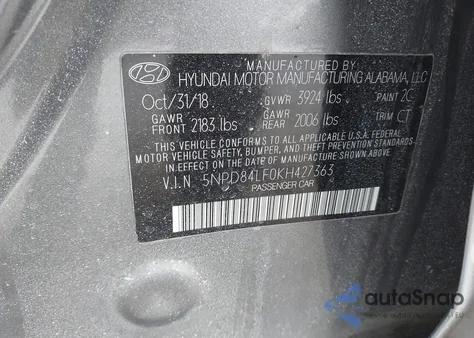 MANUFACTURED BY
HYUNDAI MOTOR MANUFACTURING ALABAMA, LLC
Oct/31/18 GVWR 3924 lbs PAINT 2C
GAWR FRONT 2183 lbs GAWR REAR 2006 lbs TRIM CT
THIS VEHICLE CONFORMS TO ALL APPLICABLE U.S. FEDERAL
MOTOR VEHICLE SAFETY, BUMPER, AND THEFT PREVENTION STANDARDS
IN EFFECT ON THE DATE OF MANUFACTURE SHOWN ABOVE.
V.I.N 5NPD84LF0KH427363
PASSENGER CAR
autoSnap